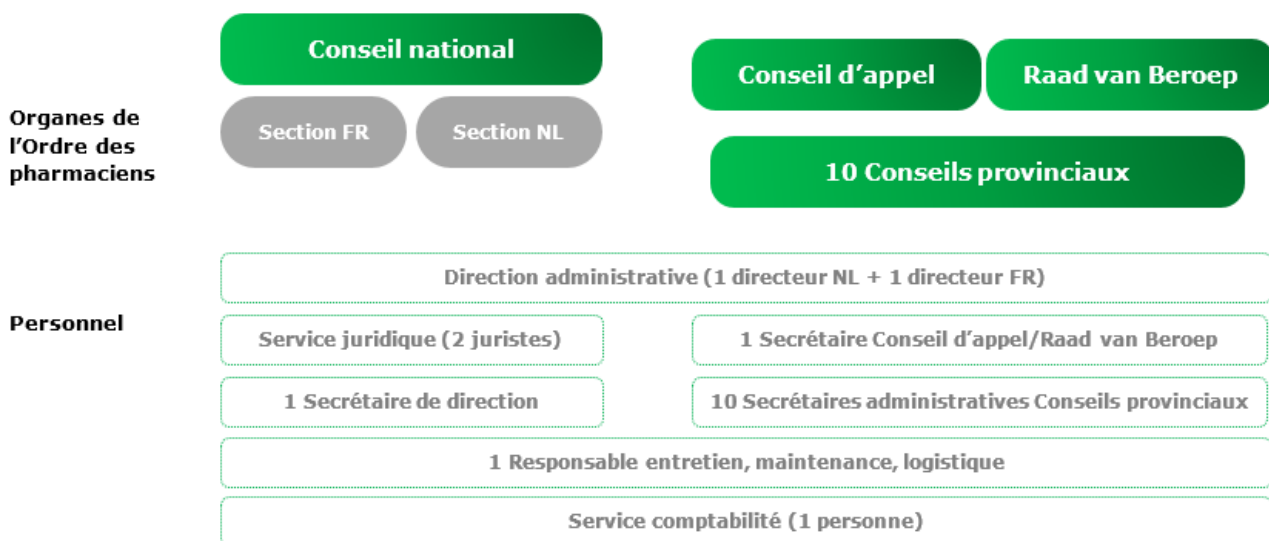 Conseil national
Section FR
Section NL
Conseil d’appel
Raad van Beroep
10 Conseils provinciaux
Organes de
l’Ordre des
pharmaciens
Direction administrative (1 directeur NL + 1 directeur FR)
Personnel
Service juridique (2 juristes)
1 Secrétaire Conseil d’appel/Raad van Beroep
1 Secrétaire de direction
10 Secrétaires administratives Conseils provinciaux
1 Responsable entretien, maintenance, logistique
Service comptabilité (1 personne)